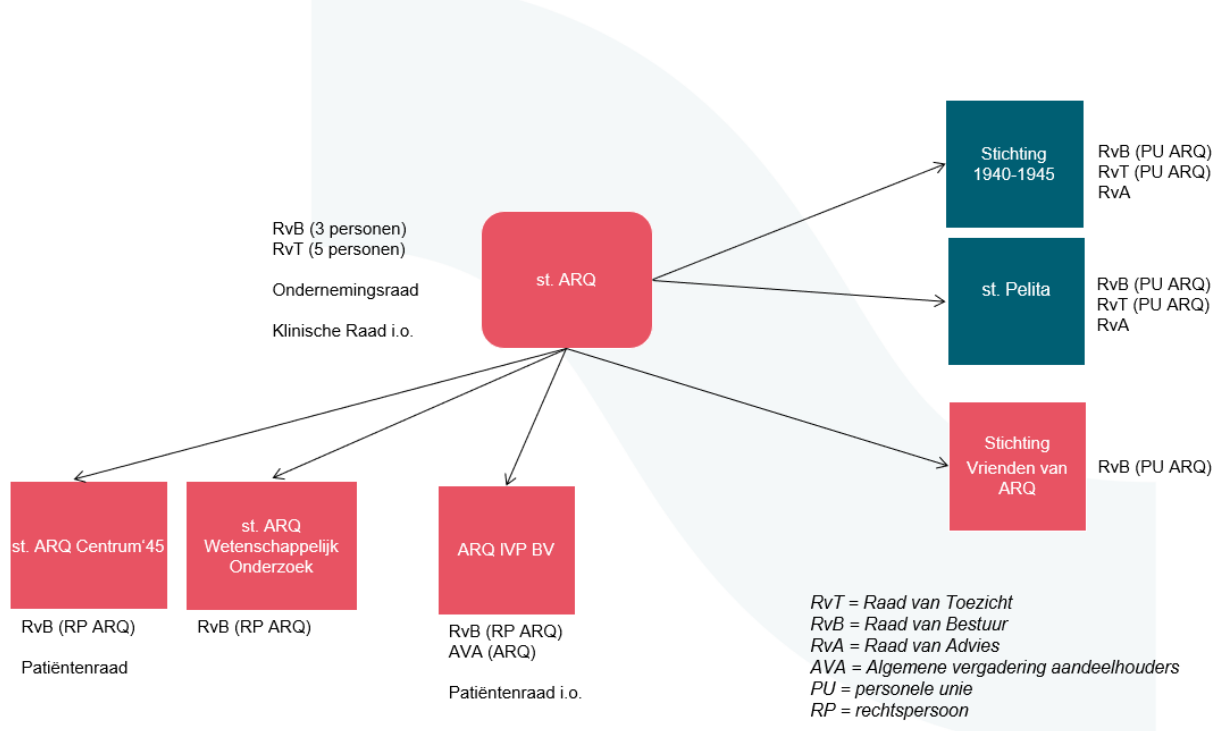 Stichting
1940-1945
RvB (PU ARQ)
RvT (PU ARQ)
RvA
RvB (3 personen)
RvT (5 personen)
Ondernemingsraad
Klinische Raad i.o.
st. ARQ
st. Pelita
RvB (PU ARQ)
RvT (PU ARQ)
RvA
Stichting
Vrienden van
ARQ
RvB (PU ARQ)
st. ARQ Centrum'45
RvB (RP ARQ)
Patiëntenraad
st. ARQ
Wetenschappelijk
Onderzoek
RvB (RP ARQ)
ARQ IVP BV
RvB (RP ARQ)
AVA (ARQ)
Patiëntenraad i.o.
RvT = Raad van Toezicht
RvB = Raad van Bestuur
RvA = Raad van Advies
AVA = Algemene vergadering aandeelhouders
PU = personele unie
RP = rechtspersoon